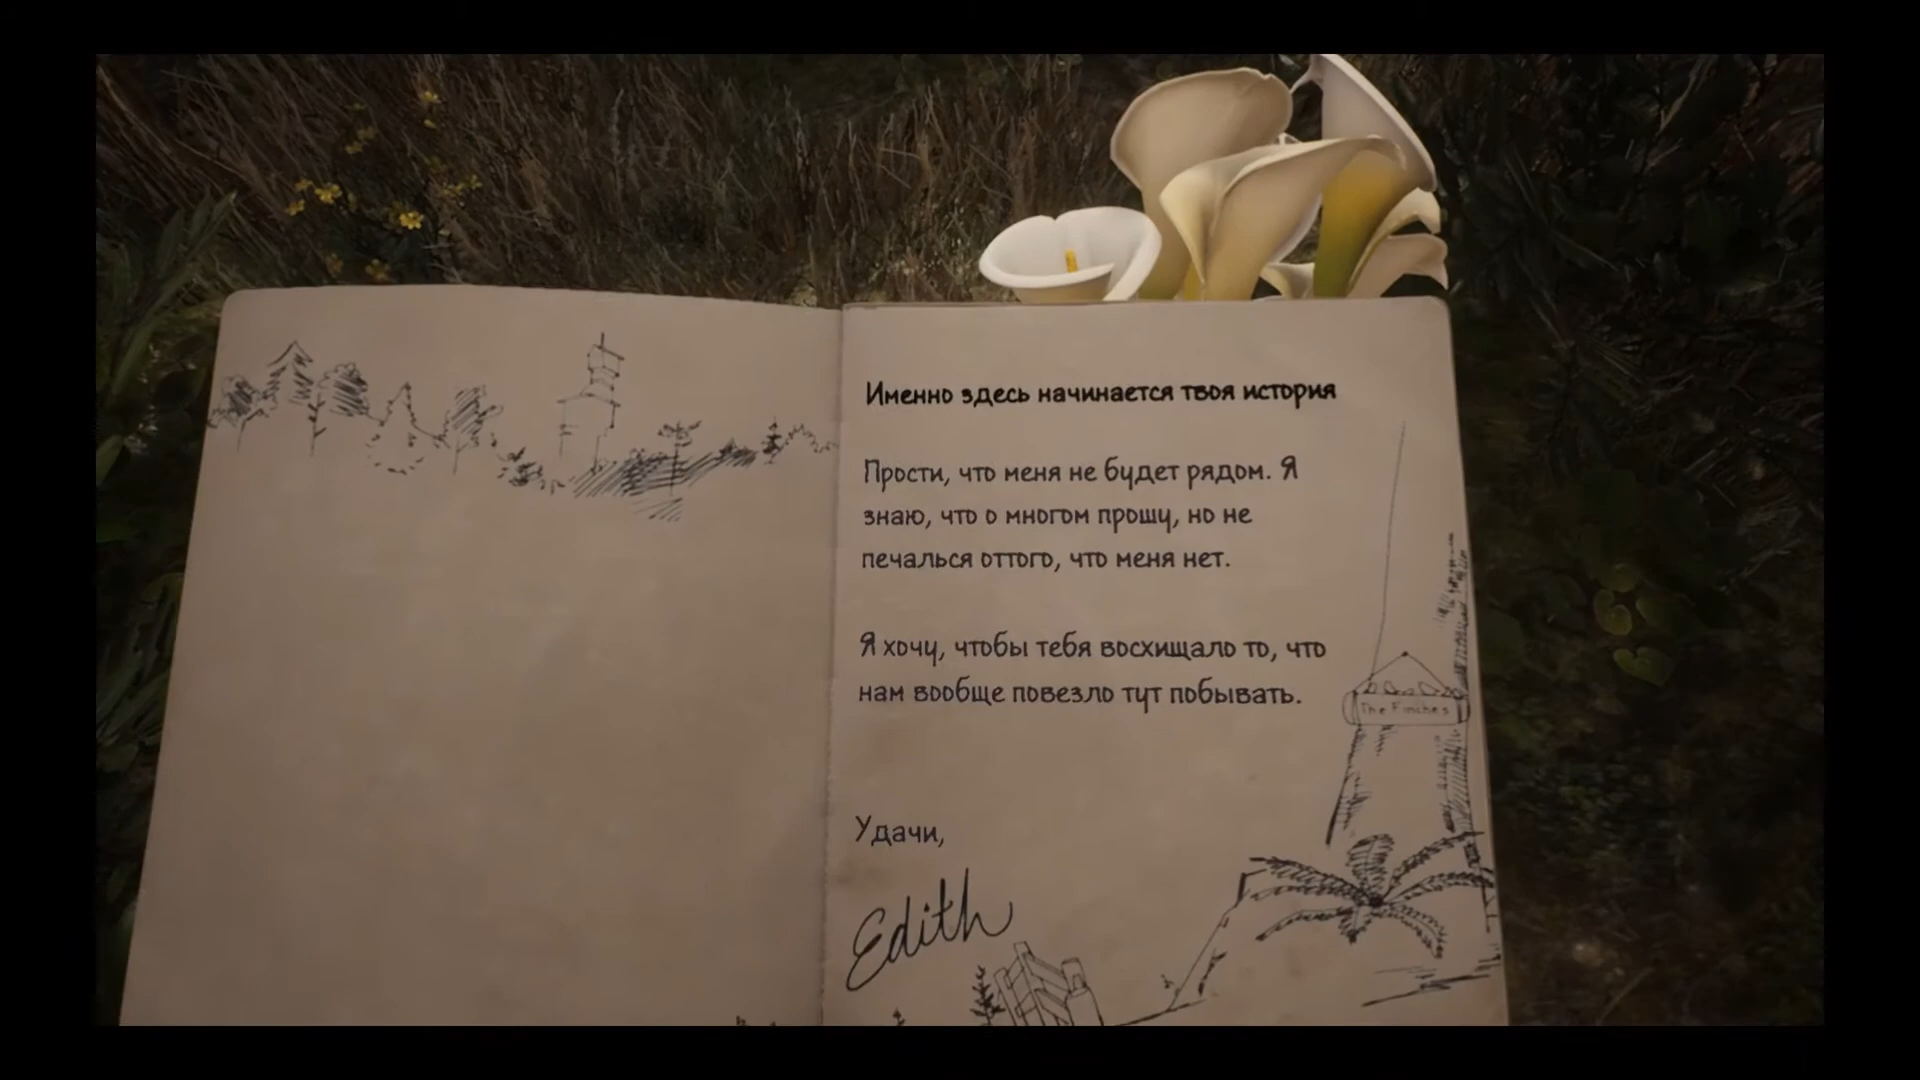 Именно здесь начинается твоя история
Прости, что меня не будет рядом. Я
знаю, что о многом прошу, но не
печалься оттого, что меня нет.
Я хочу, чтобы тебя восхищало то, что
нам вообще повезло тут побывать.
The Finches
Удачи,
Edith